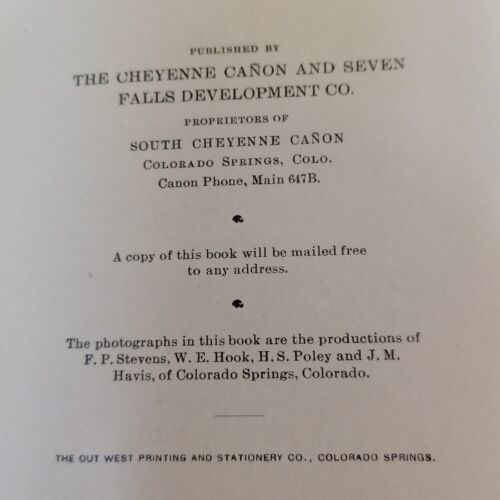 PUBLISHED BY
THE CHEYENNE CAÑON AND SEVEN
FALLS DEVELOPMENT CO.
PROPRIETORS OF
SOUTH CHEYENNE CAÑON
COLORADO SPRINGS, COLO.
Canon Phone, Main 647B.
A copy of this book will be mailed free
to any address.
The photographs in this book are the productions of
F. P. Stevens, W. E. Hook, H. S. Poley and J. M.
Havis, of Colorado Springs, Colorado.
THE OUT WEST PRINTING AND STATIONERY CO., COLORADO SPRINGS.